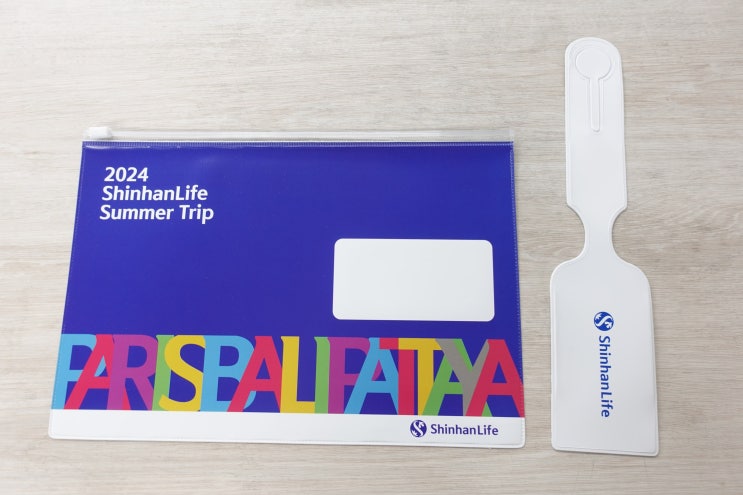 2024
ShinhanLife
Summer Trip
PARISBALIPATTAYA
ShinhanLife
ShinhanLife